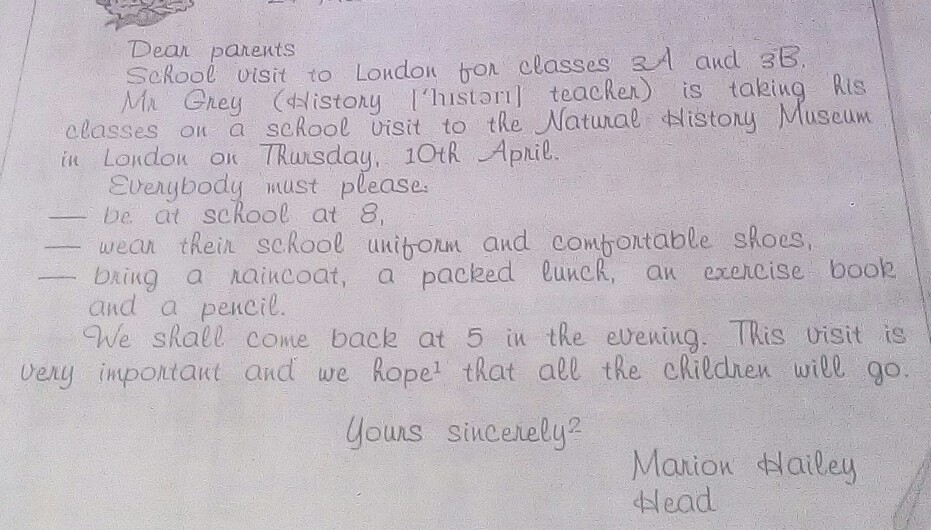 Dear parents
School visit to London for classes 3A and 3B.
Mr Grey (History ['hɪstərɪ] teacher) is taking his
classes on a school visit to the Natural History Museum
in London on Thursday, 10th April.
Everybody must please:
— be at school at 8,
— wear their school uniform and comfortable shoes,
— bring a raincoat, a packed lunch, an exercise book
and a pencil.
We shall come back at 5 in the evening. This visit is
very important and we hope¹ that all the children will go.
Yours sincerely²
Marion Hailey
Head